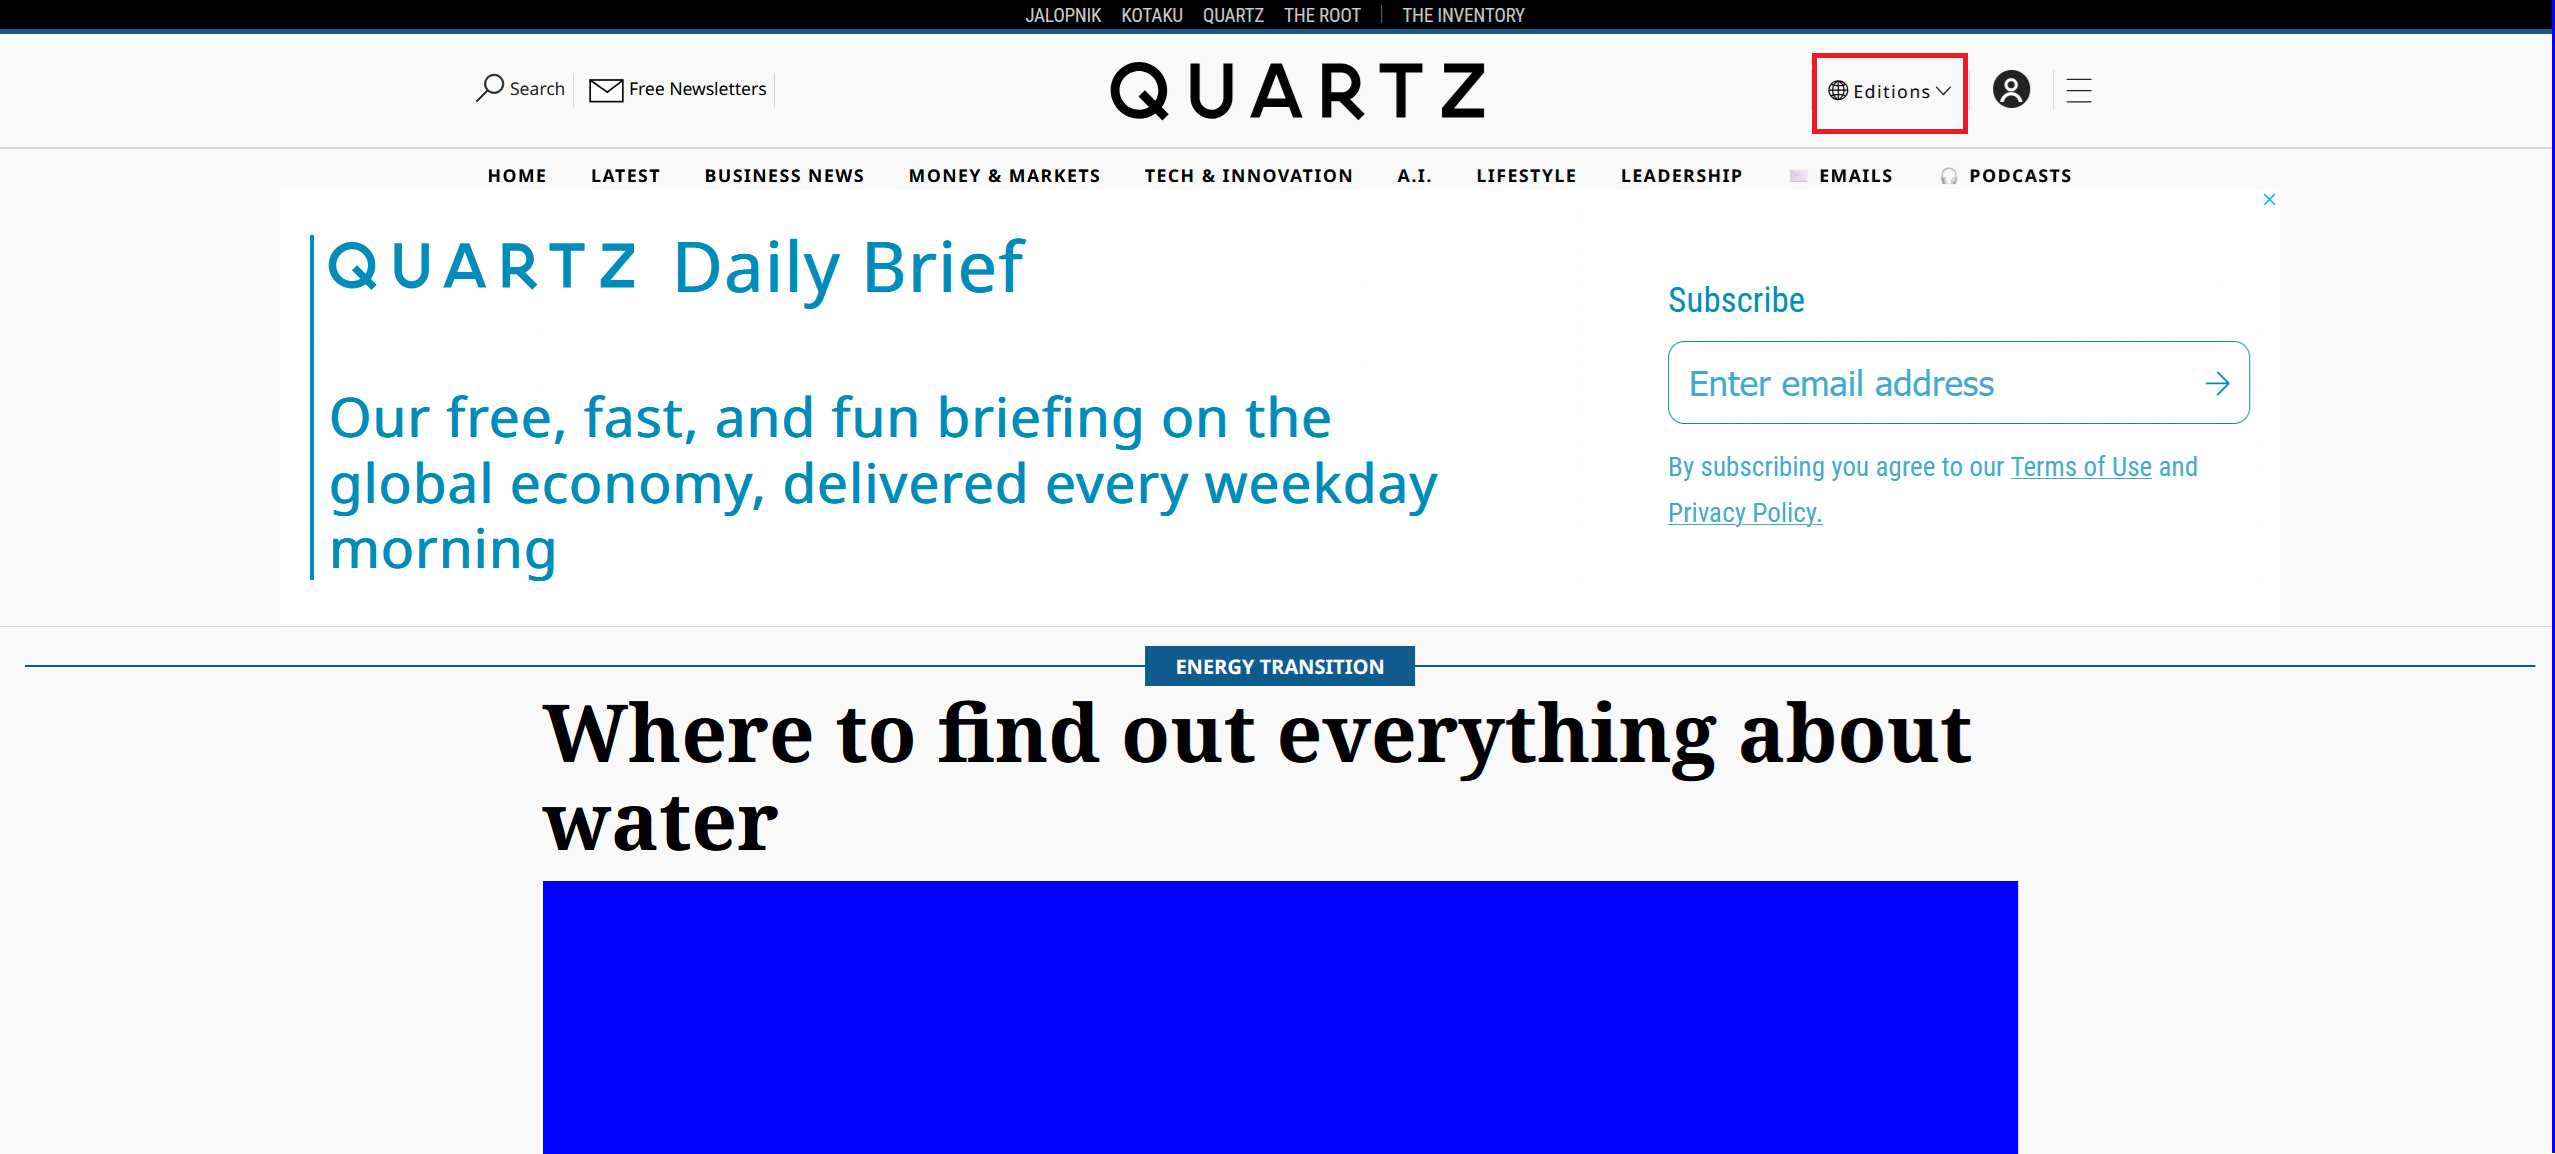 JALOPNIK KOTAKU QUARTZ THE ROOT THE INVENTORY
Search Free Newsletters QUARTZ Editions
HOME LATEST BUSINESS NEWS MONEY & MARKETS TECH & INNOVATION A.I. LIFESTYLE LEADERSHIP EMAILS PODCASTS
QUARTZ Daily Brief
Our free, fast, and fun briefing on the
global economy, delivered every weekday
morning
Subscribe
Enter email address
By subscribing you agree to our Terms of Use and
Privacy Policy.
ENERGY TRANSITION
Where to find out everything about
water